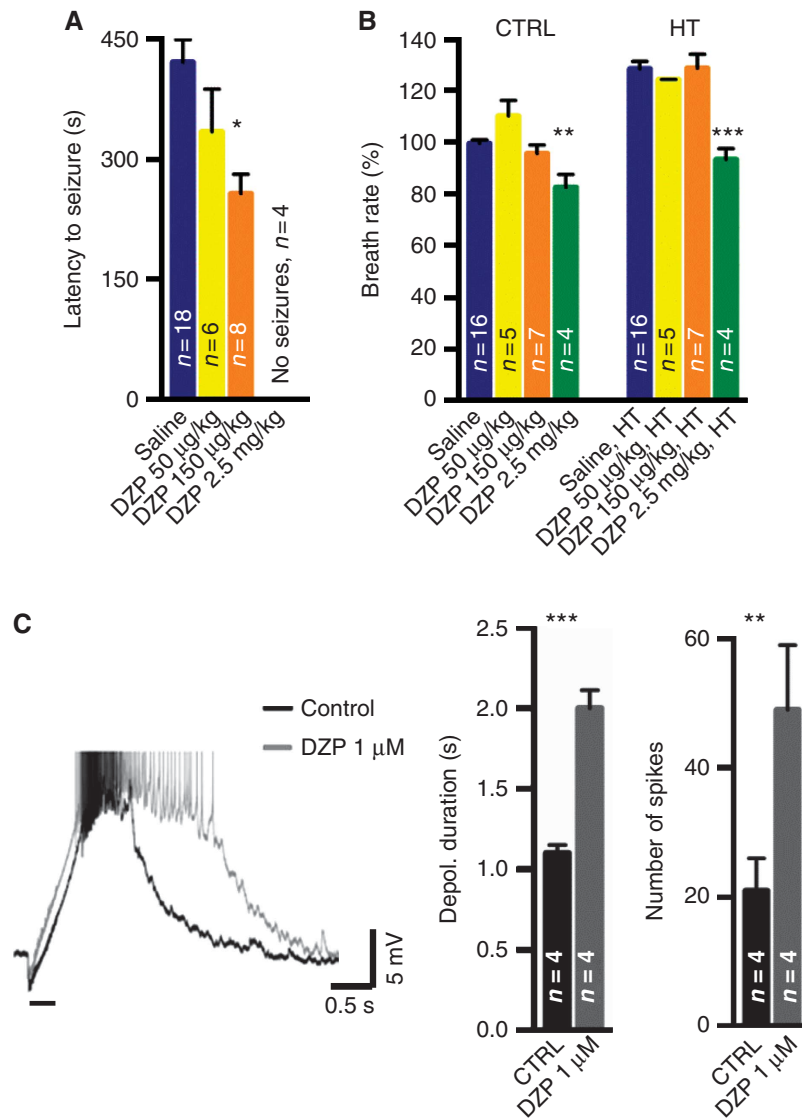 A
Latency to seizure (s)
450
300
150
0
*
n=18
n=6
n=8
No seizures, n=4
Saline
DZP 50 µg/kg
DZP 150 µg/kg
DZP 2.5 mg/kg
B
CTRL
HT
Breath rate (%)
140
120
100
80
60
40
20
0
**
***
n=16
n=5
n=7
n=4
n=16
n=5
n=7
n=4
Saline
DZP 50 µg/kg
DZP 150 µg/kg
DZP 2.5 mg/kg
Saline, HT
DZP 50 µg/kg, HT
DZP 150 µg/kg, HT
DZP 2.5 mg/kg, HT
C
Control
DZP 1 µM
5 mV
0.5 s
Depol. duration (s)
***
2.5
2.0
1.5
1.0
0.5
0.0
n=4
n=4
CTRL
DZP 1 µM
Number of spikes
**
60
40
20
0
n=4
n=4
CTRL
DZP 1 µM